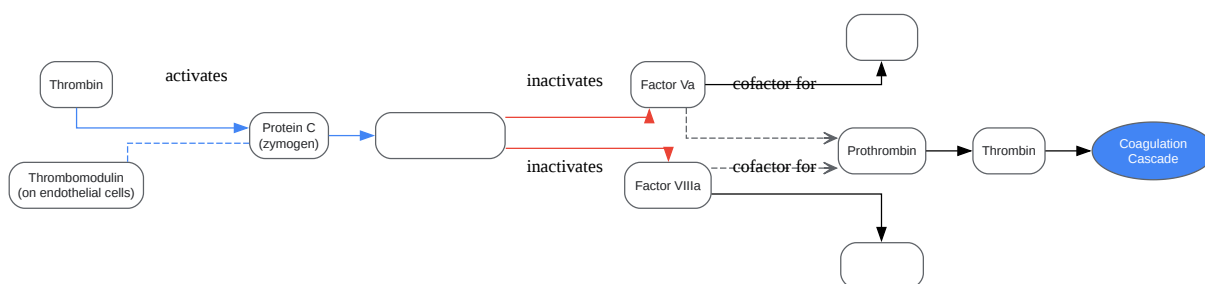 Thrombin
activates
inactivates
Factor Va
cofactor for
Protein C
(zymogen)
Prothrombin
Thrombin
Coagulation
Cascade
Thrombomodulin
(on endothelial cells)
inactivates
Factor VIIIa
cofactor for